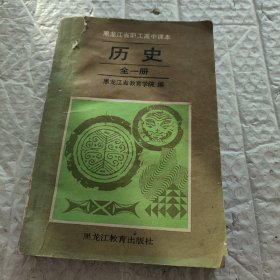 黑龙江省职工高中课本
历史
全一册
黑龙江省教育学院 编
黑龙江教育出版社